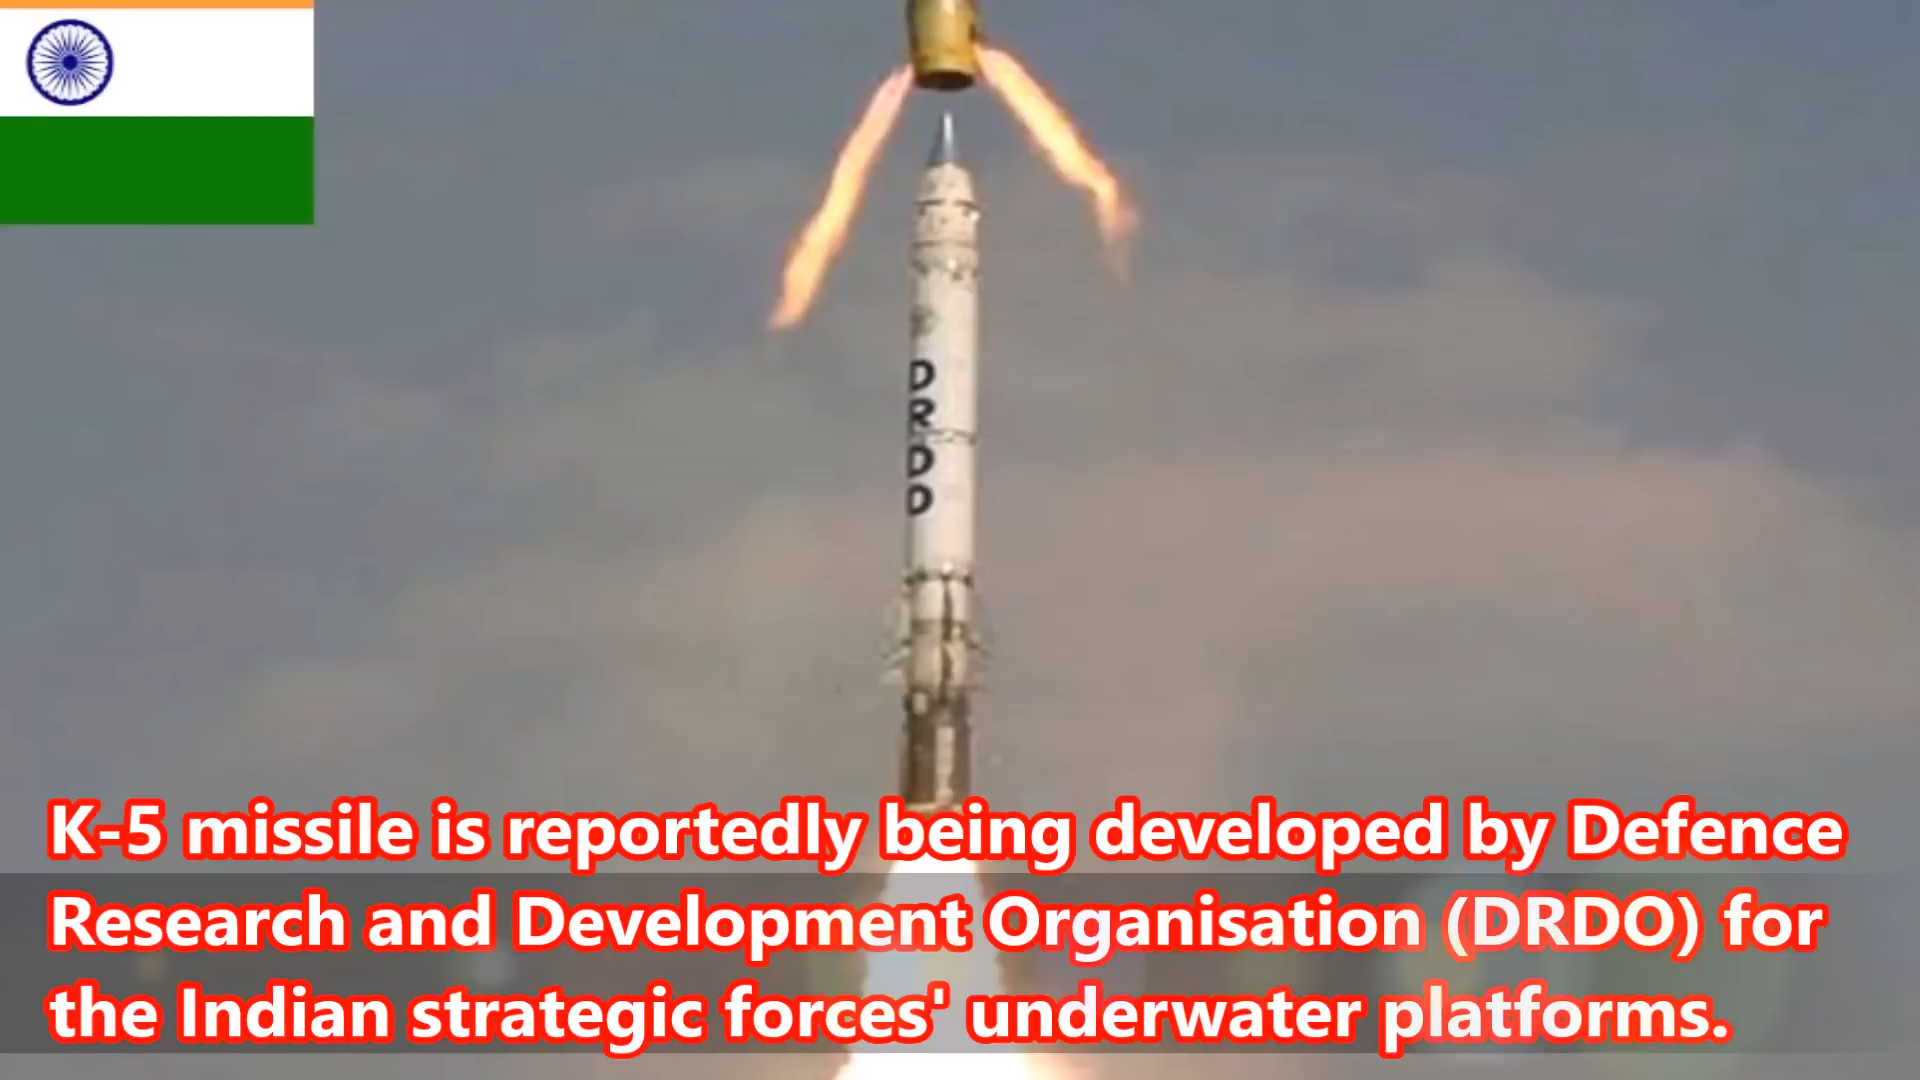 DRDO
K-5 missile is reportedly being developed by Defence
Research and Development Organisation (DRDO) for
the Indian strategic forces' underwater platforms.